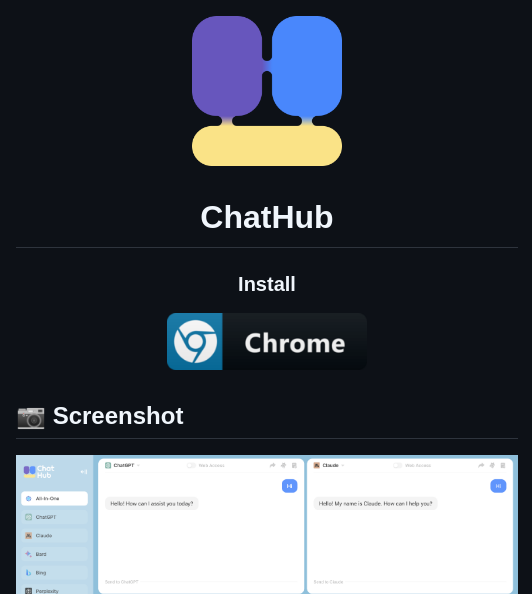 ChatHub
Install
Chrome
Screenshot
Chat
Hub
All-In-One
ChatGPT
Claude
Bard
Bing
Perplexity
ChatGPT
Web Access
Hi
Hello! How can I assist you today?
Send to ChatGPT
Claude
Web Access
Hi
Hello! My name is Claude. How can I help you?
Send to Claude